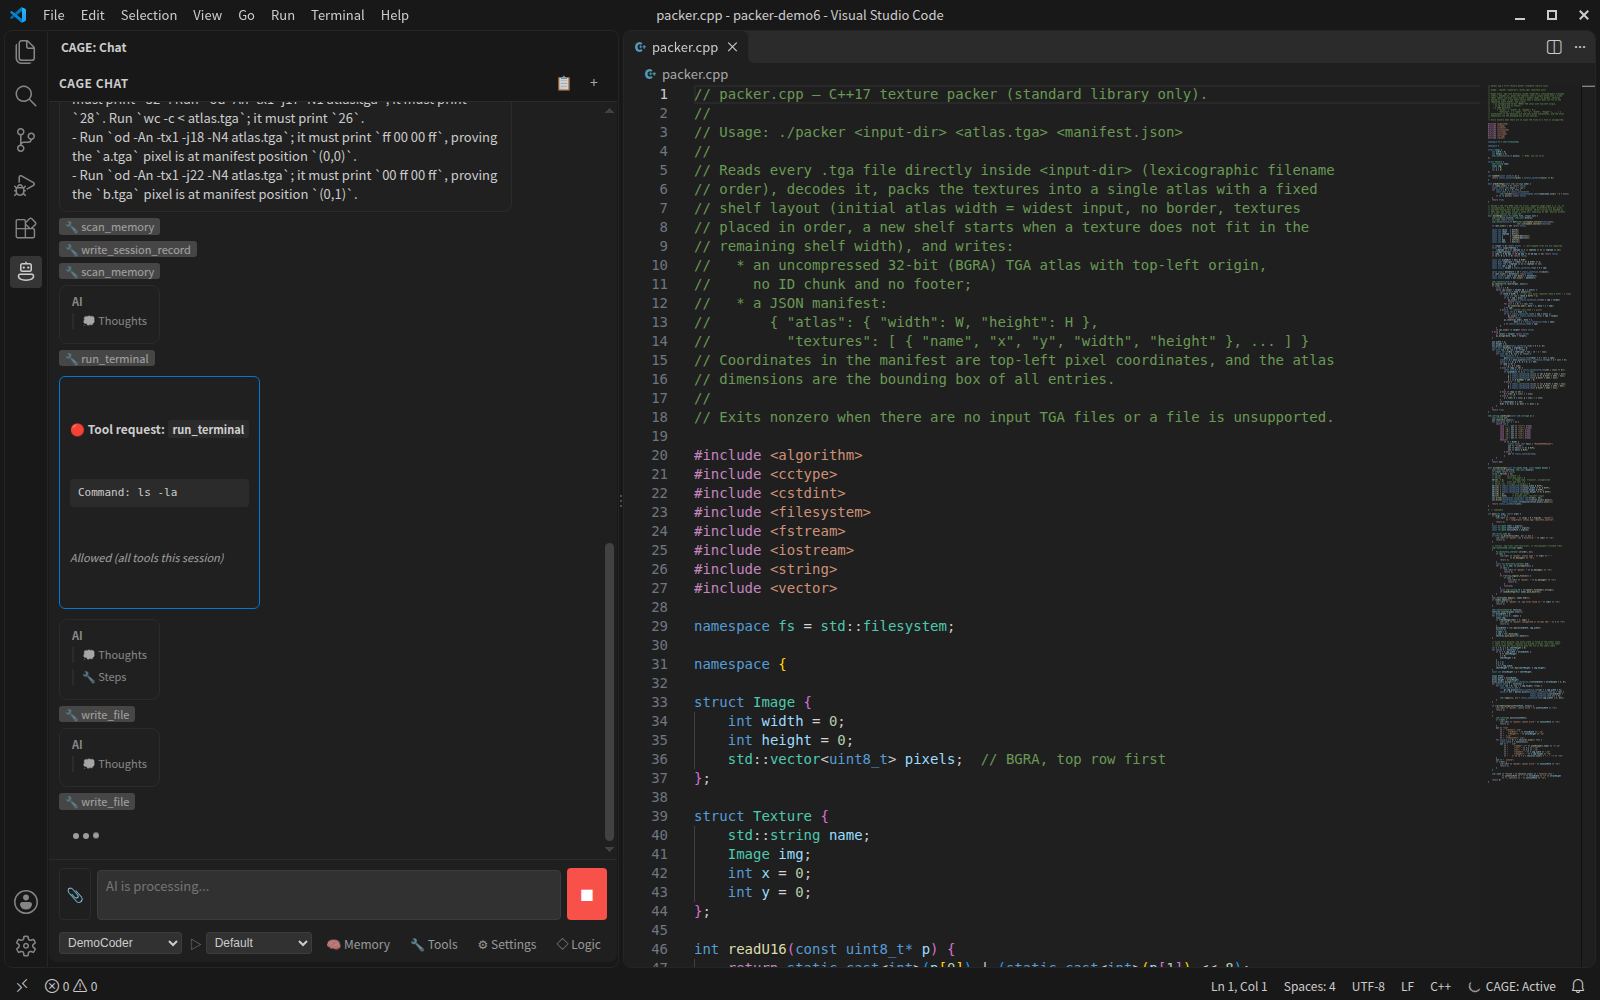 File Edit Selection View Go Run Terminal Help
packer.cpp - packer-demo6 - Visual Studio Code
CAGE: Chat
CAGE CHAT
`28`. Run `wc -c < atlas.tga`; it must print `26`.
- Run `od -An -tx1 -j18 -N4 atlas.tga`; it must print `ff 00 00 ff`, proving
the `a.tga` pixel is at manifest position `(0,0)`.
- Run `od -An -tx1 -j22 -N4 atlas.tga`; it must print `00 ff 00 ff`, proving
the `b.tga` pixel is at manifest position `(0,1)`.
scan_memory
write_session_record
scan_memory
AI
Thoughts
run_terminal
Tool request: run_terminal
Command: ls -la
Allowed (all tools this session)
AI
Thoughts
Steps
write_file
AI
Thoughts
write_file
AI is processing...
DemoCoder
Default
Memory
Tools
Settings
Logic
packer.cpp
packer.cpp
1 // packer.cpp — C++17 texture packer (standard library only).
2 //
3 // Usage: ./packer <input-dir> <atlas.tga> <manifest.json>
4 //
5 // Reads every .tga file directly inside <input-dir> (lexicographic filename
6 // order), decodes it, packs the textures into a single atlas with a fixed
7 // shelf layout (initial atlas width = widest input, no border, textures
8 // placed in order, a new shelf starts when a texture does not fit in the
9 // remaining shelf width), and writes:
10 //   * an uncompressed 32-bit (BGRA) TGA atlas with top-left origin,
11 //     no ID chunk and no footer;
12 //   * a JSON manifest:
13 //       { "atlas": { "width": W, "height": H },
14 //         "textures": [ { "name", "x", "y", "width", "height" }, ... ] }
15 // Coordinates in the manifest are top-left pixel coordinates, and the atlas
16 // dimensions are the bounding box of all entries.
17 //
18 // Exits nonzero when there are no input TGA files or a file is unsupported.
19
20 #include <algorithm>
21 #include <cctype>
22 #include <cstdint>
23 #include <filesystem>
24 #include <fstream>
25 #include <iostream>
26 #include <string>
27 #include <vector>
28
29 namespace fs = std::filesystem;
30
31 namespace {
32
33 struct Image {
34     int width = 0;
35     int height = 0;
36     std::vector<uint8_t> pixels;  // BGRA, top row first
37 };
38
39 struct Texture {
40     std::string name;
41     Image img;
42     int x = 0;
43     int y = 0;
44 };
45
46 int readU16(const uint8_t* p) {
0 0
Ln 1, Col 1
Spaces: 4
UTF-8
LF
C++
CAGE: Active